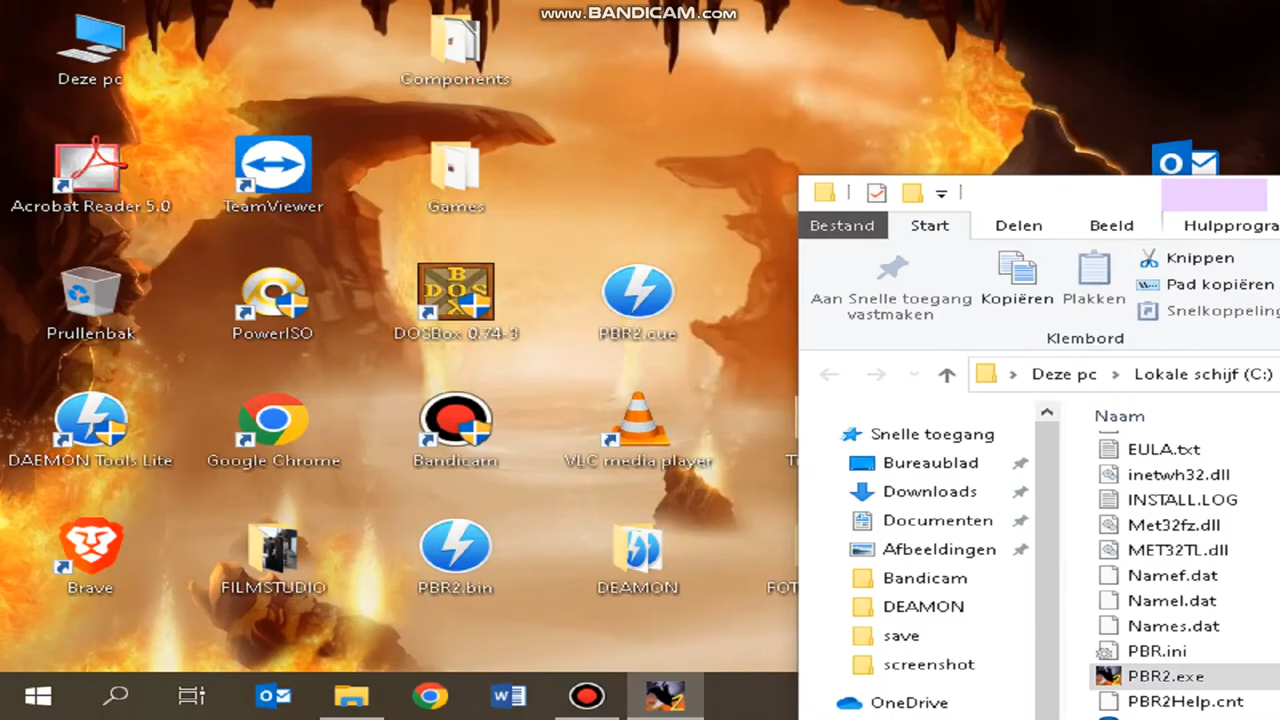 www.BANDICAM.com
Deze pc
Components
Acrobat Reader 5.0
TeamViewer
Games
Prullenbak
PowerISO
DOSBox 0.74-3
PBR2.cue
DAEMON Tools Lite
Google Chrome
Bandicam
VLC media player
Brave
FILMSTUDIO
PBR2.bin
DEAMON
Bestand
Start
Delen
Beeld
Hulpprogra
Aan Snelle toegang
vastmaken
Kopiëren
Plakken
Knippen
Pad kopiëren
Snelkoppeling
Klembord
Deze pc
Lokale schijf (C:)
Naam
Snelle toegang
Bureaublad
Downloads
Documenten
Afbeeldingen
Bandicam
DEAMON
save
screenshot
OneDrive
EULA.txt
inetwh32.dll
INSTALL.LOG
Met32fz.dll
MET32TL.dll
Namef.dat
Namel.dat
Names.dat
PBR.ini
PBR2.exe
PBR2Help.cnt